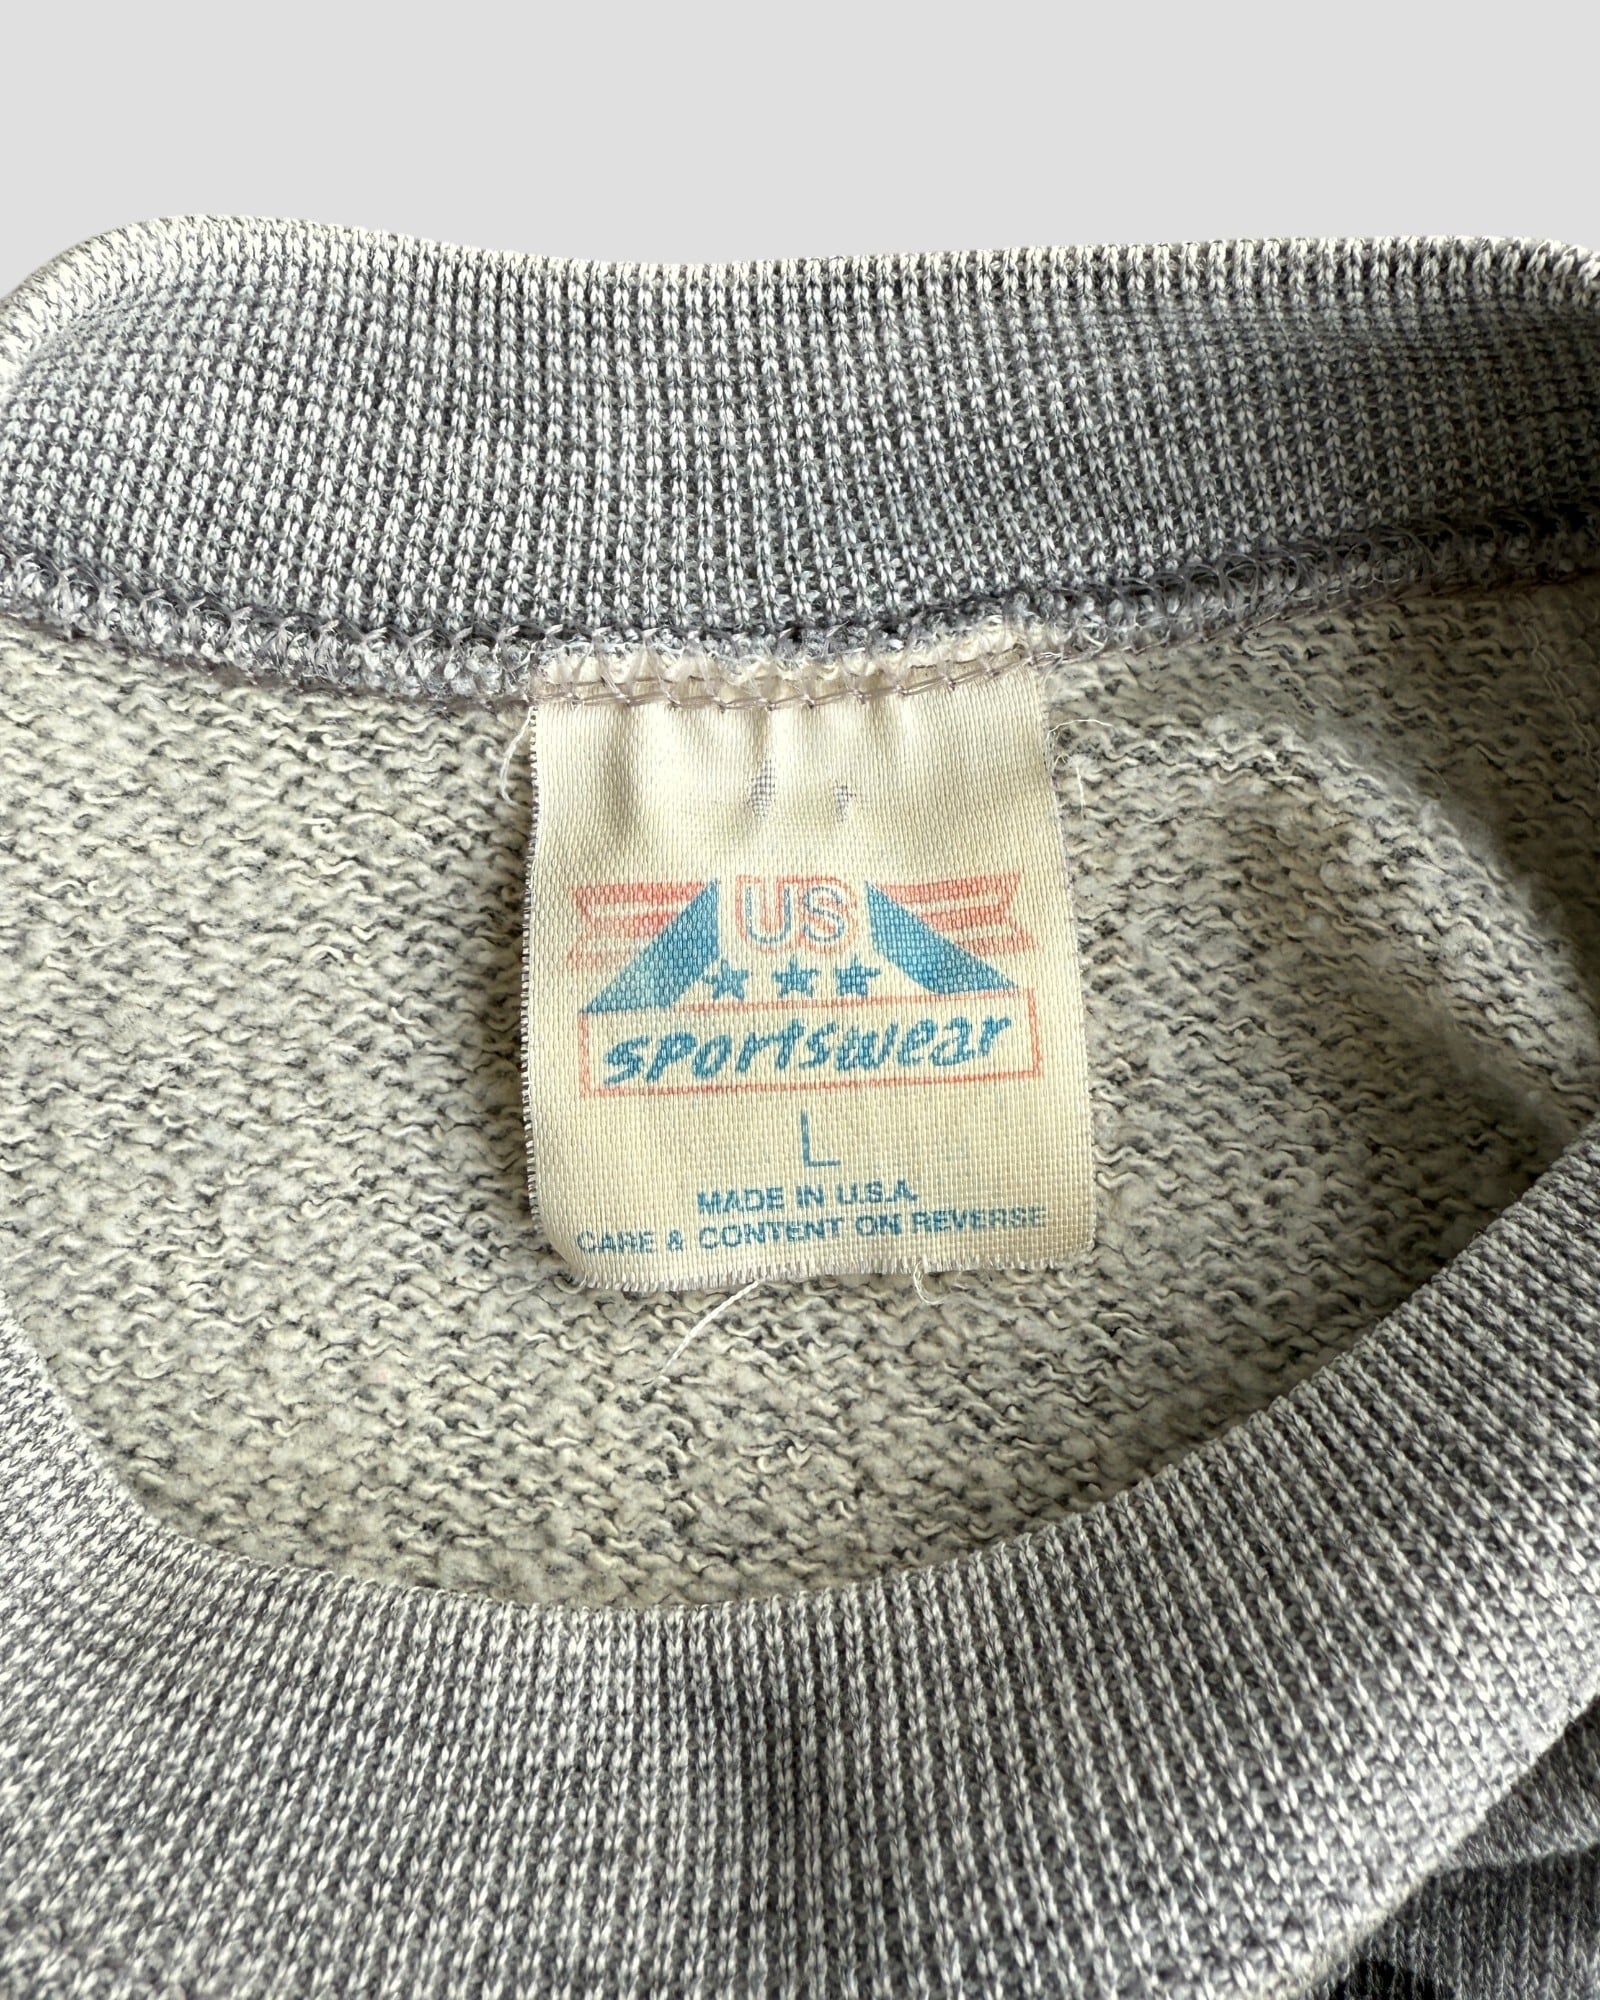 US
sportswear
L
MADE IN U.S.A.
CARE & CONTENT ON REVERSE